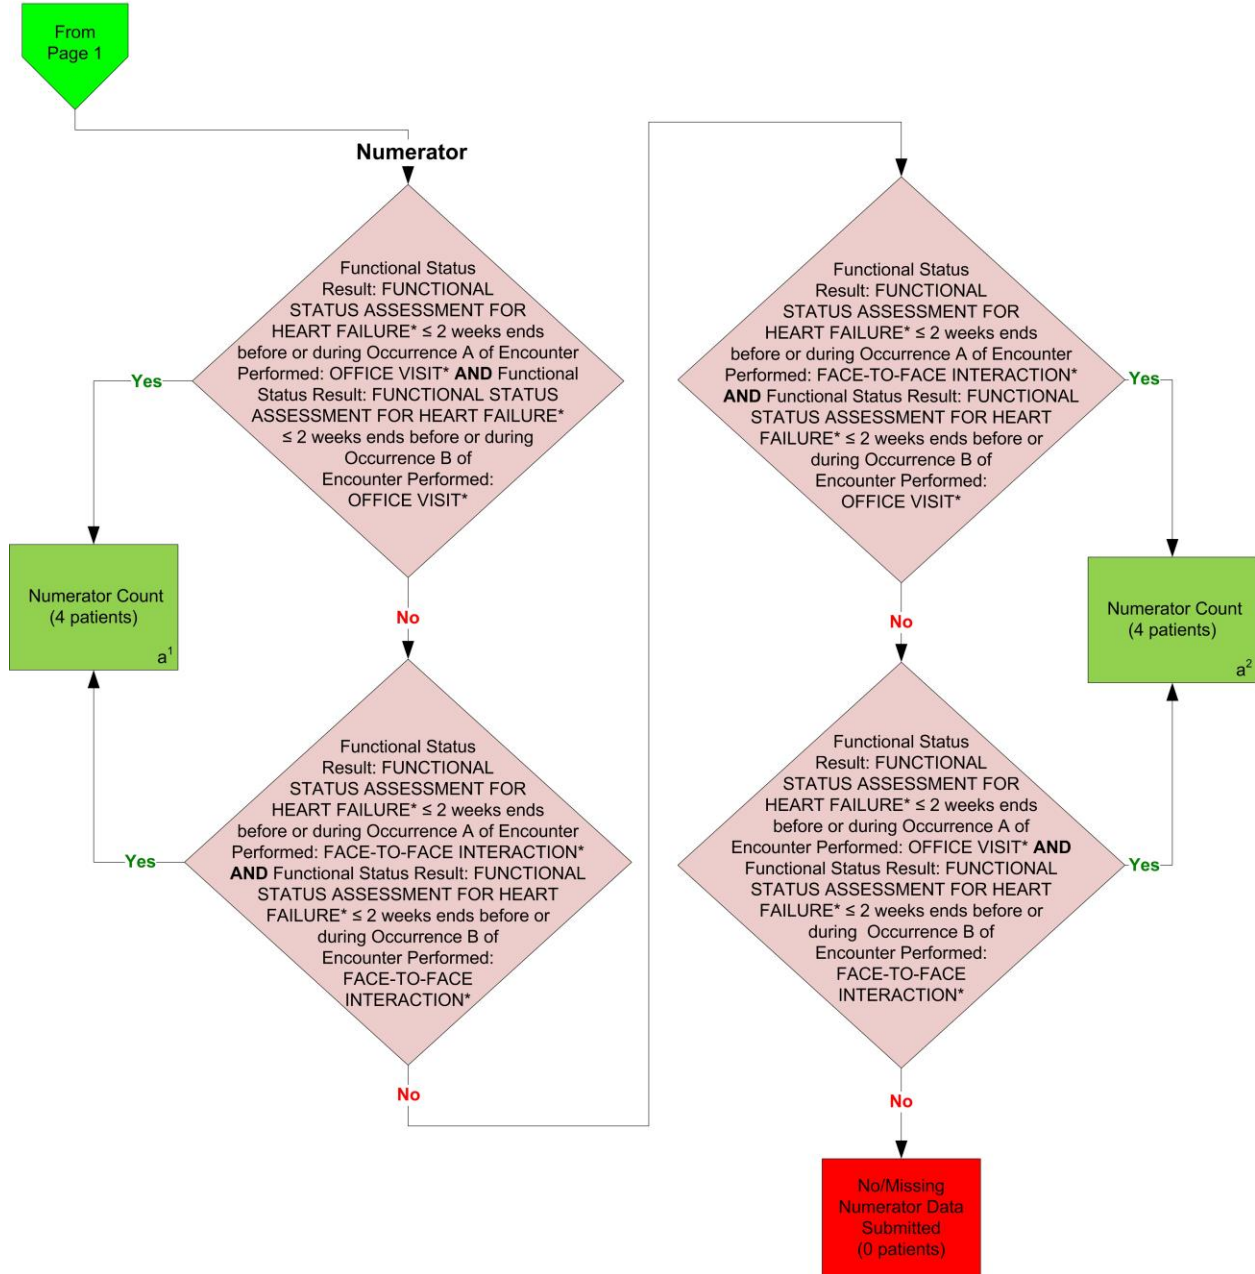 From
Page 1
Numerator
Functional Status
Result: FUNCTIONAL
STATUS ASSESSMENT FOR
HEART FAILURE* ≤ 2 weeks ends
before or during Occurrence A of Encounter
Performed: OFFICE VISIT* AND Functional
Status Result: FUNCTIONAL STATUS
ASSESSMENT FOR HEART FAILURE*
≤ 2 weeks ends before or during
Occurrence B of
Encounter Performed:
OFFICE VISIT*
Yes
No
Numerator Count
(4 patients)
a¹
Functional Status
Result: FUNCTIONAL
STATUS ASSESSMENT FOR
HEART FAILURE* ≤ 2 weeks ends
before or during Occurrence A of Encounter
Performed: FACE-TO-FACE INTERACTION*
AND Functional Status Result: FUNCTIONAL
STATUS ASSESSMENT FOR HEART
FAILURE* ≤ 2 weeks ends before or
during Occurrence B of
Encounter Performed:
FACE-TO-FACE
INTERACTION*
Yes
No
Functional Status
Result: FUNCTIONAL
STATUS ASSESSMENT FOR
HEART FAILURE* ≤ 2 weeks ends
before or during Occurrence A of Encounter
Performed: FACE-TO-FACE INTERACTION*
AND Functional Status Result: FUNCTIONAL
STATUS ASSESSMENT FOR HEART
FAILURE* ≤ 2 weeks ends before or
during Occurrence B of
Encounter Performed:
OFFICE VISIT*
Yes
No
Numerator Count
(4 patients)
a²
Functional Status
Result: FUNCTIONAL
STATUS ASSESSMENT FOR
HEART FAILURE* ≤ 2 weeks ends
before or during Occurrence A of
Encounter Performed: OFFICE VISIT* AND
Functional Status Result: FUNCTIONAL
STATUS ASSESSMENT FOR HEART
FAILURE* ≤ 2 weeks ends before or
during Occurrence B of
Encounter Performed:
FACE-TO-FACE
INTERACTION*
Yes
No
No/Missing
Numerator Data
Submitted
(0 patients)